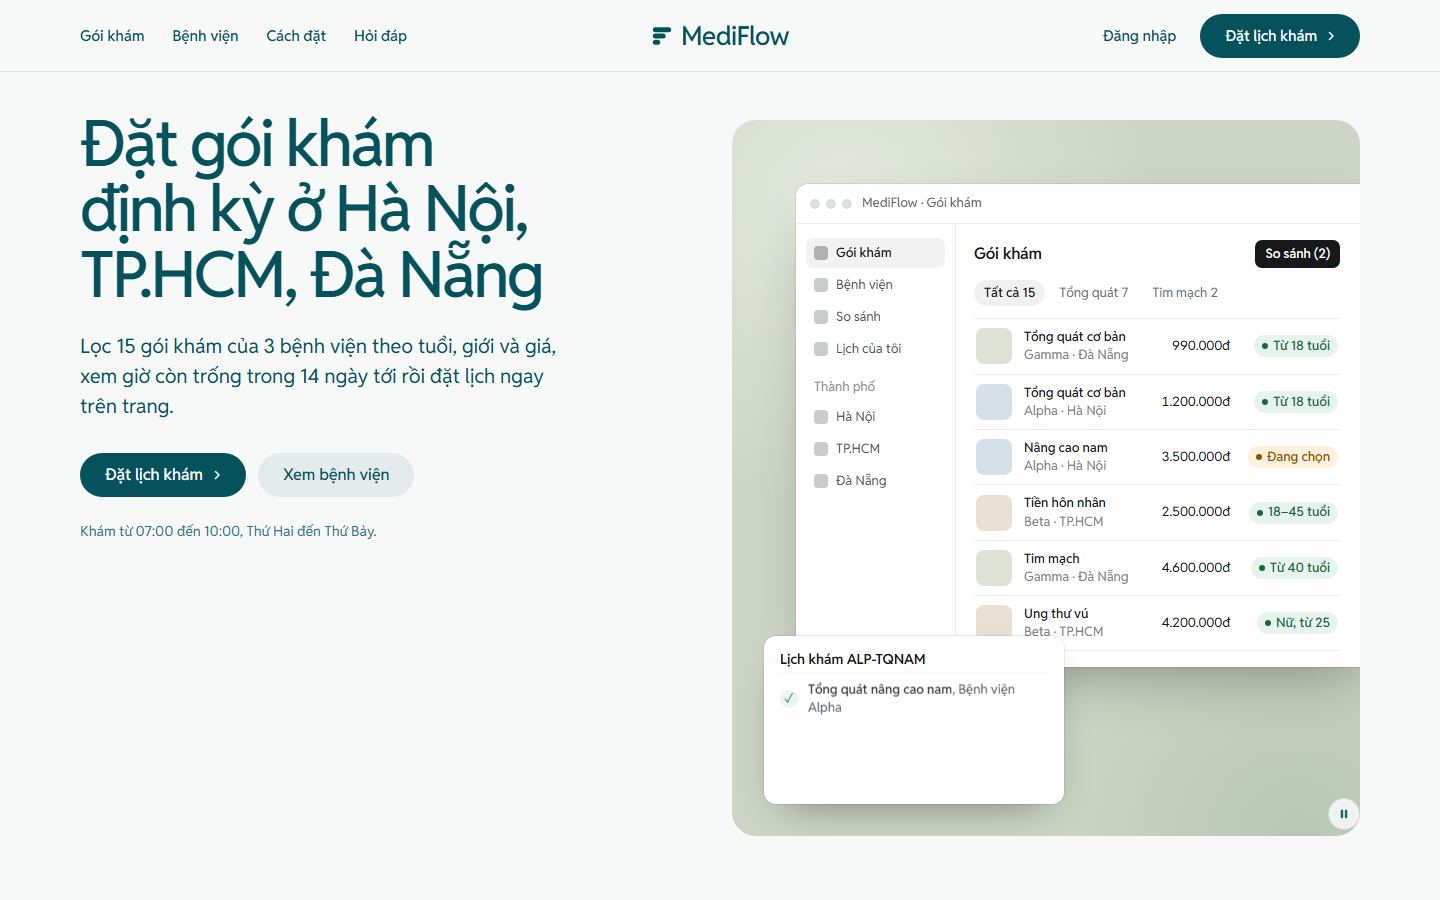 Gói khám
Bệnh viện
Cách đặt
Hỏi đáp
MediFlow
Đăng nhập
Đặt lịch khám
Đặt gói khám
định kỳ ở Hà Nội,
TP.HCM, Đà Nẵng
Lọc 15 gói khám của 3 bệnh viện theo tuổi, giới và giá,
xem giờ còn trống trong 14 ngày tới rồi đặt lịch ngay
trên trang.
Đặt lịch khám
Xem bệnh viện
Khám từ 07:00 đến 10:00, Thứ Hai đến Thứ Bảy.
MediFlow · Gói khám
Gói khám
Bệnh viện
So sánh
Lịch của tôi
Thành phố
Hà Nội
TP.HCM
Đà Nẵng
Gói khám
So sánh (2)
Tất cả 15
Tổng quát 7
Tim mạch 2
Tổng quát cơ bản
Gamma · Đà Nẵng
990.000đ
Từ 18 tuổi
Tổng quát cơ bản
Alpha · Hà Nội
1.200.000đ
Từ 18 tuổi
Nâng cao nam
Alpha · Hà Nội
3.500.000đ
Đang chọn
Tiền hôn nhân
Beta · TP.HCM
2.500.000đ
18–45 tuổi
Tim mạch
Gamma · Đà Nẵng
4.600.000đ
Từ 40 tuổi
Ung thư vú
Beta · TP.HCM
4.200.000đ
Nữ, từ 25
Lịch khám ALP-TQNAM
Tổng quát nâng cao nam, Bệnh viện
Alpha